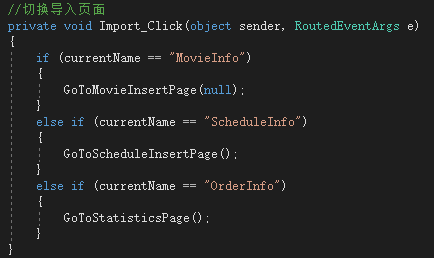 //切换导入页面
private void Import_Click(object sender, RoutedEventArgs e)
{
if (currentName == "MovieInfo")
{
GoToMovieInsertPage(null);
}
else if (currentName == "ScheduleInfo")
{
GoToScheduleInsertPage();
}
else if (currentName == "OrderInfo")
{
GoToStatisticsPage();
}
}